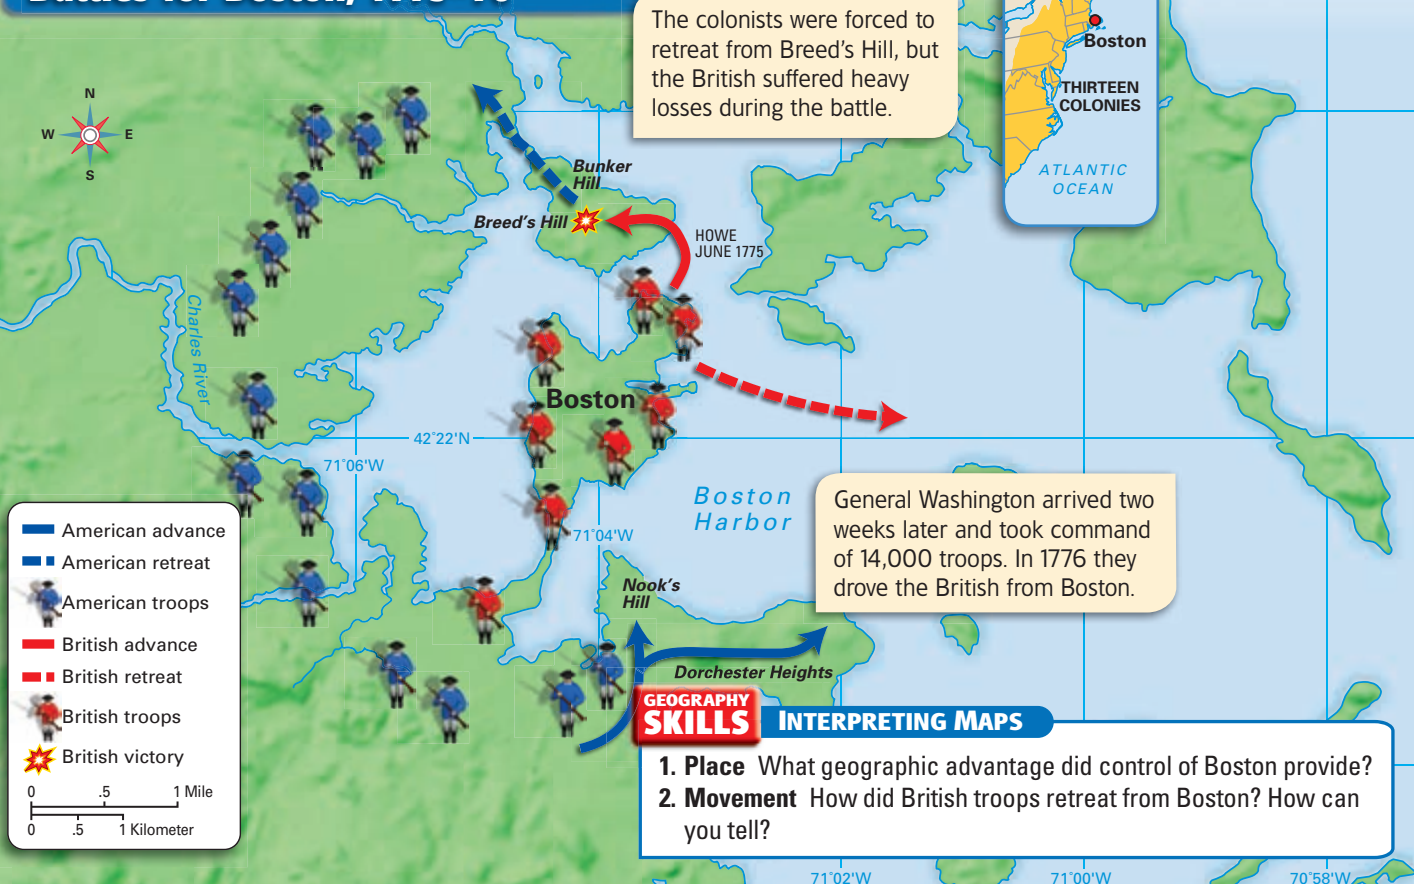 The colonists were forced to
retreat from Breed's Hill, but
the British suffered heavy
losses during the battle.
Boston
THIRTEEN
COLONIES
ATLANTIC
OCEAN
N
W
E
S
Bunker
Hill
Breed's Hill
HOWE
JUNE 1775
Charles River
Boston
42°22'N
71°06'W
71°04'W
Boston
Harbor
General Washington arrived two
weeks later and took command
of 14,000 troops. In 1776 they
drove the British from Boston.
Nook's
Hill
Dorchester Heights
American advance
American retreat
American troops
British advance
British retreat
British troops
British victory
0 .5 1 Mile
0 .5 1 Kilometer
GEOGRAPHY
SKILLS
INTERPRETING MAPS
1. Place What geographic advantage did control of Boston provide?
2. Movement How did British troops retreat from Boston? How can
you tell?
71°02'W
71°00'W
70°58'W